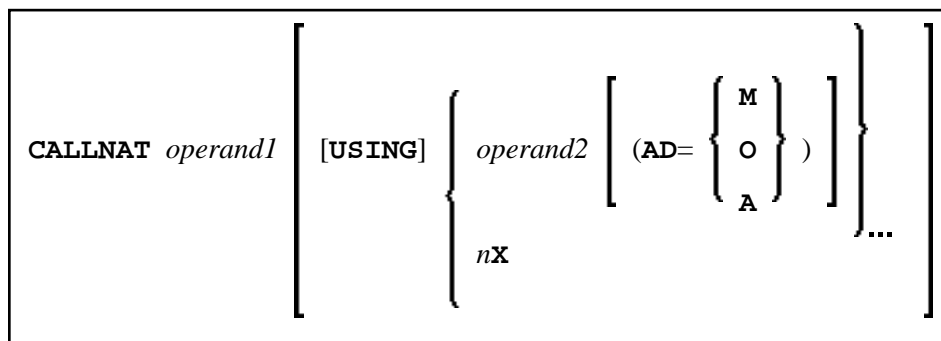 M
CALLNAT operand1 [USING] operand2 (AD= O )
A
nX ...